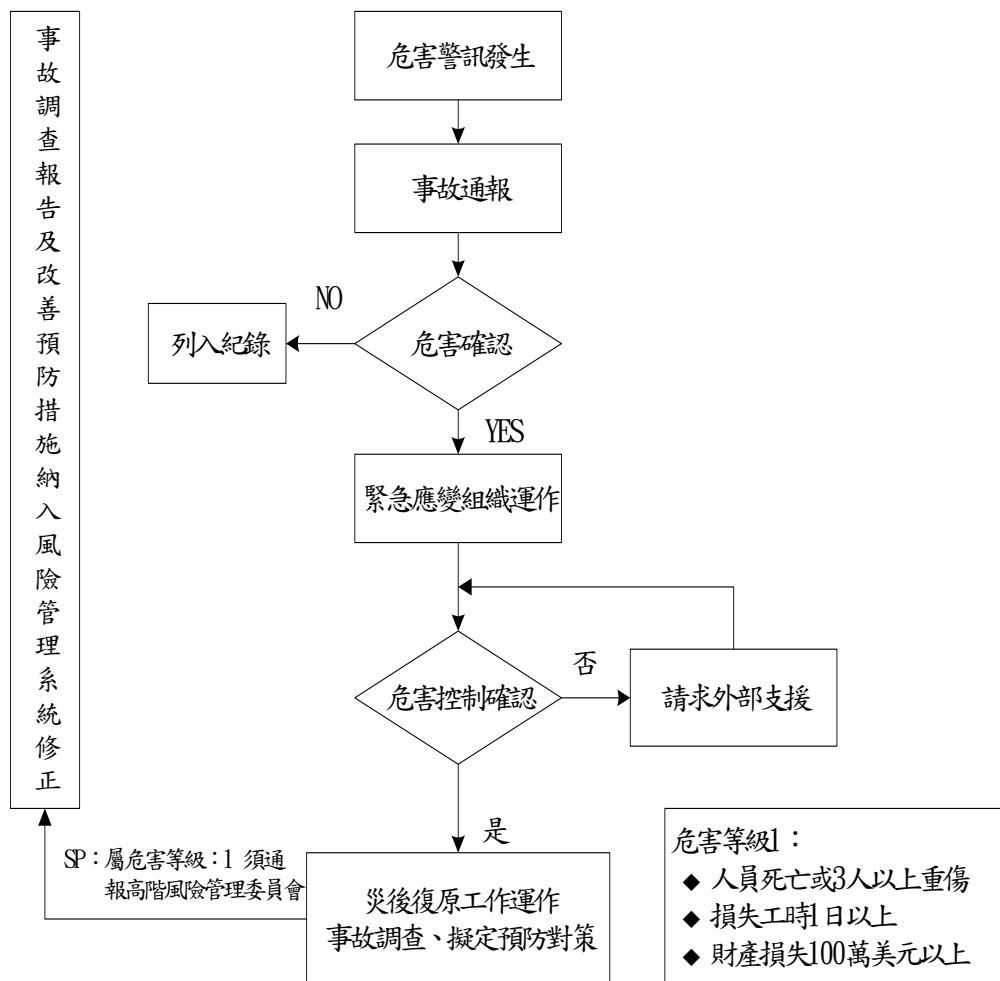 事故調查報告及改善預防措施納入風險管理系統修正
危害警訊發生
事故通報
危害確認
NO
列入紀錄
YES
緊急應變組織運作
危害控制確認
否
請求外部支援
是
災後復原工作運作
事故調查、擬定預防對策
SP：屬危害等級：1 須通
報高階風險管理委員會
危害等級1：
◆ 人員死亡或3人以上重傷
◆ 損失工時1日以上
◆ 財產損失100萬美元以上